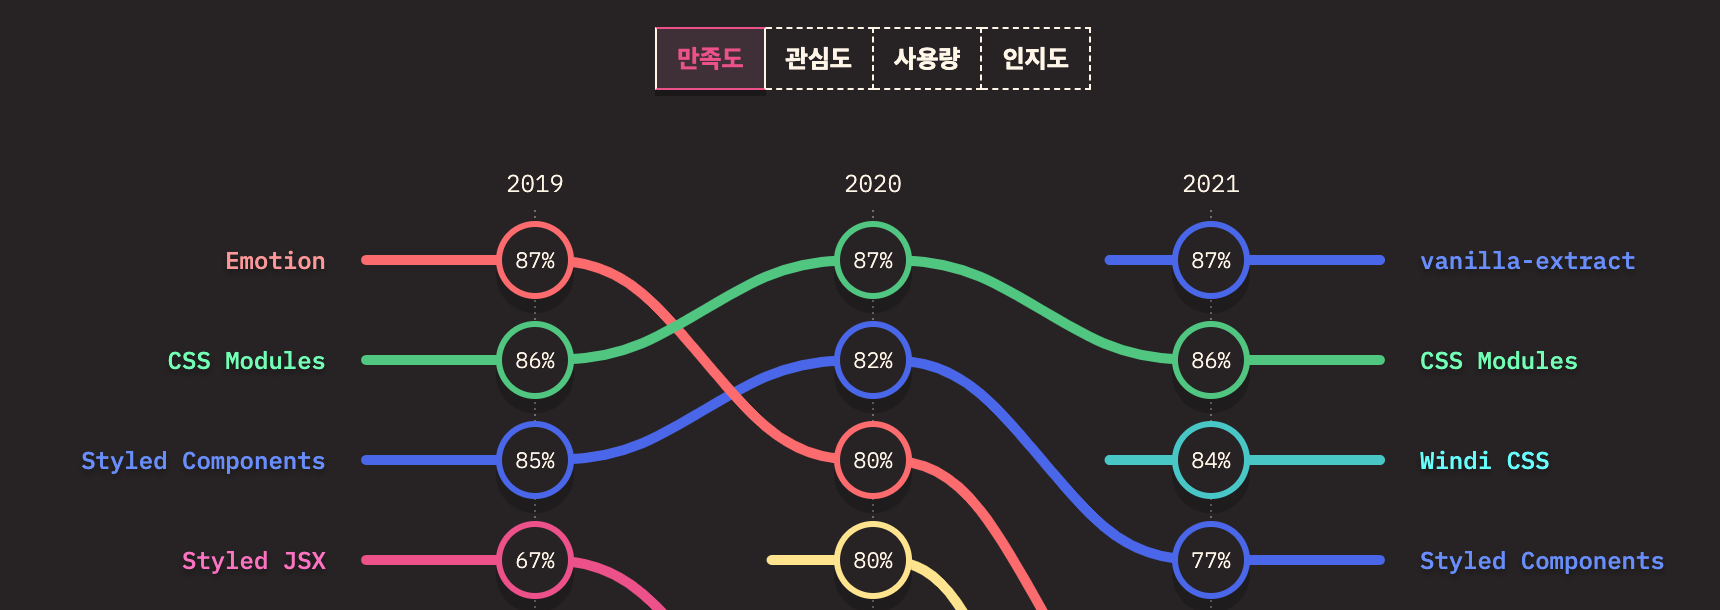 만족도 관심도 사용량 인지도
2019 2020 2021
Emotion 87% 87% 87% vanilla-extract
CSS Modules 86% 82% 86% CSS Modules
Styled Components 85% 80% 84% Windi CSS
Styled JSX 67% 80% 77% Styled Components